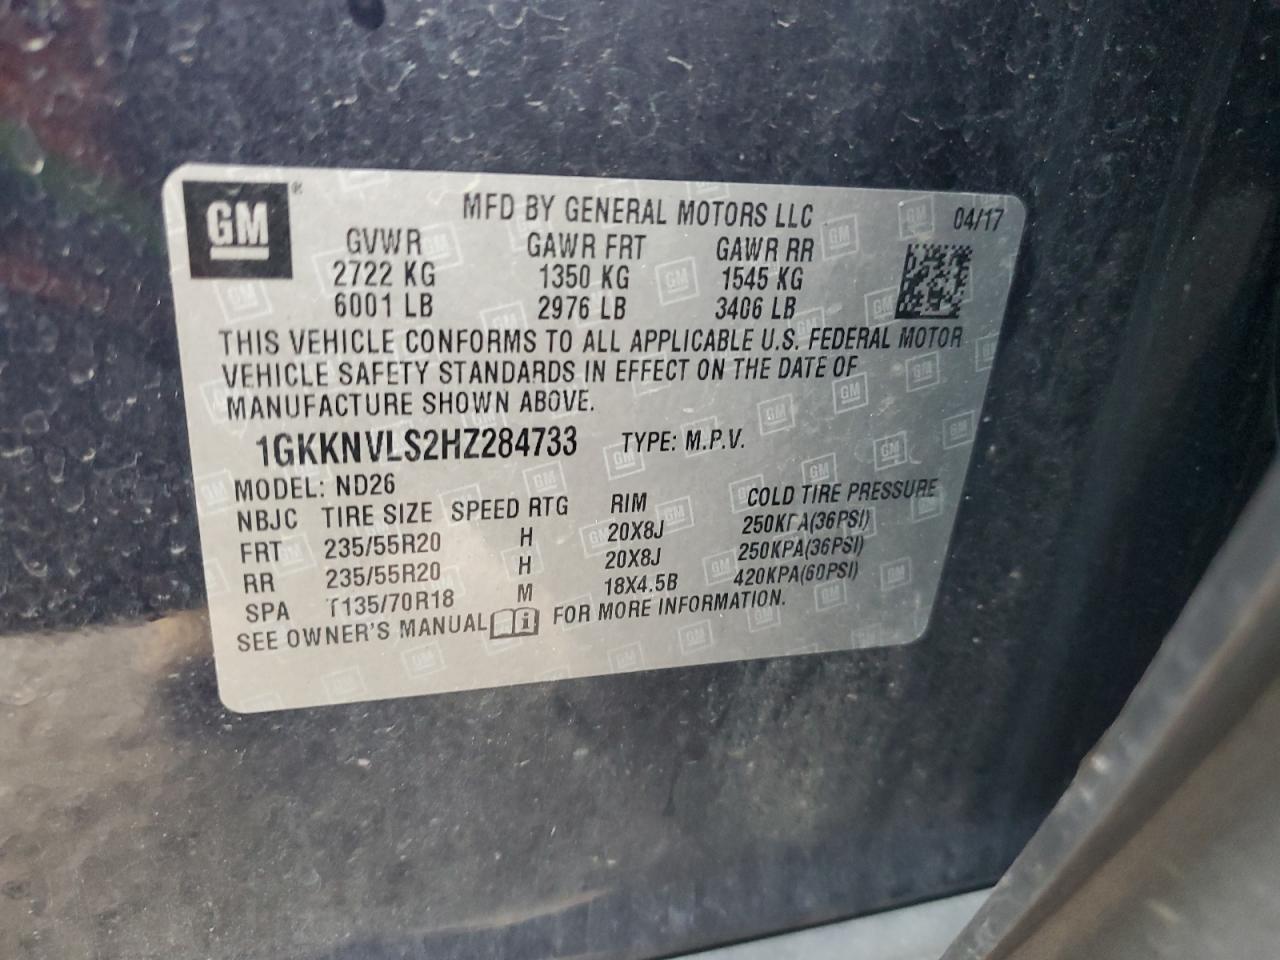 GM®
MFD BY GENERAL MOTORS LLC 04/17
GVWR GAWR FRT GAWR RR
2722 KG 1350 KG 1545 KG
6001 LB 2976 LB 3406 LB
THIS VEHICLE CONFORMS TO ALL APPLICABLE U.S. FEDERAL MOTOR
VEHICLE SAFETY STANDARDS IN EFFECT ON THE DATE OF
MANUFACTURE SHOWN ABOVE.
1GKKNVLS2HZ284733 TYPE: M.P.V.
MODEL: ND26
NBJC TIRE SIZE SPEED RTG RIM COLD TIRE PRESSURE
FRT 235/55R20 H 20X8J 250KPA(36PSI)
RR 235/55R20 H 20X8J 250KPA(36PSI)
SPA T135/70R18 M 18X4.5B 420KPA(60PSI)
SEE OWNER'S MANUAL i FOR MORE INFORMATION.